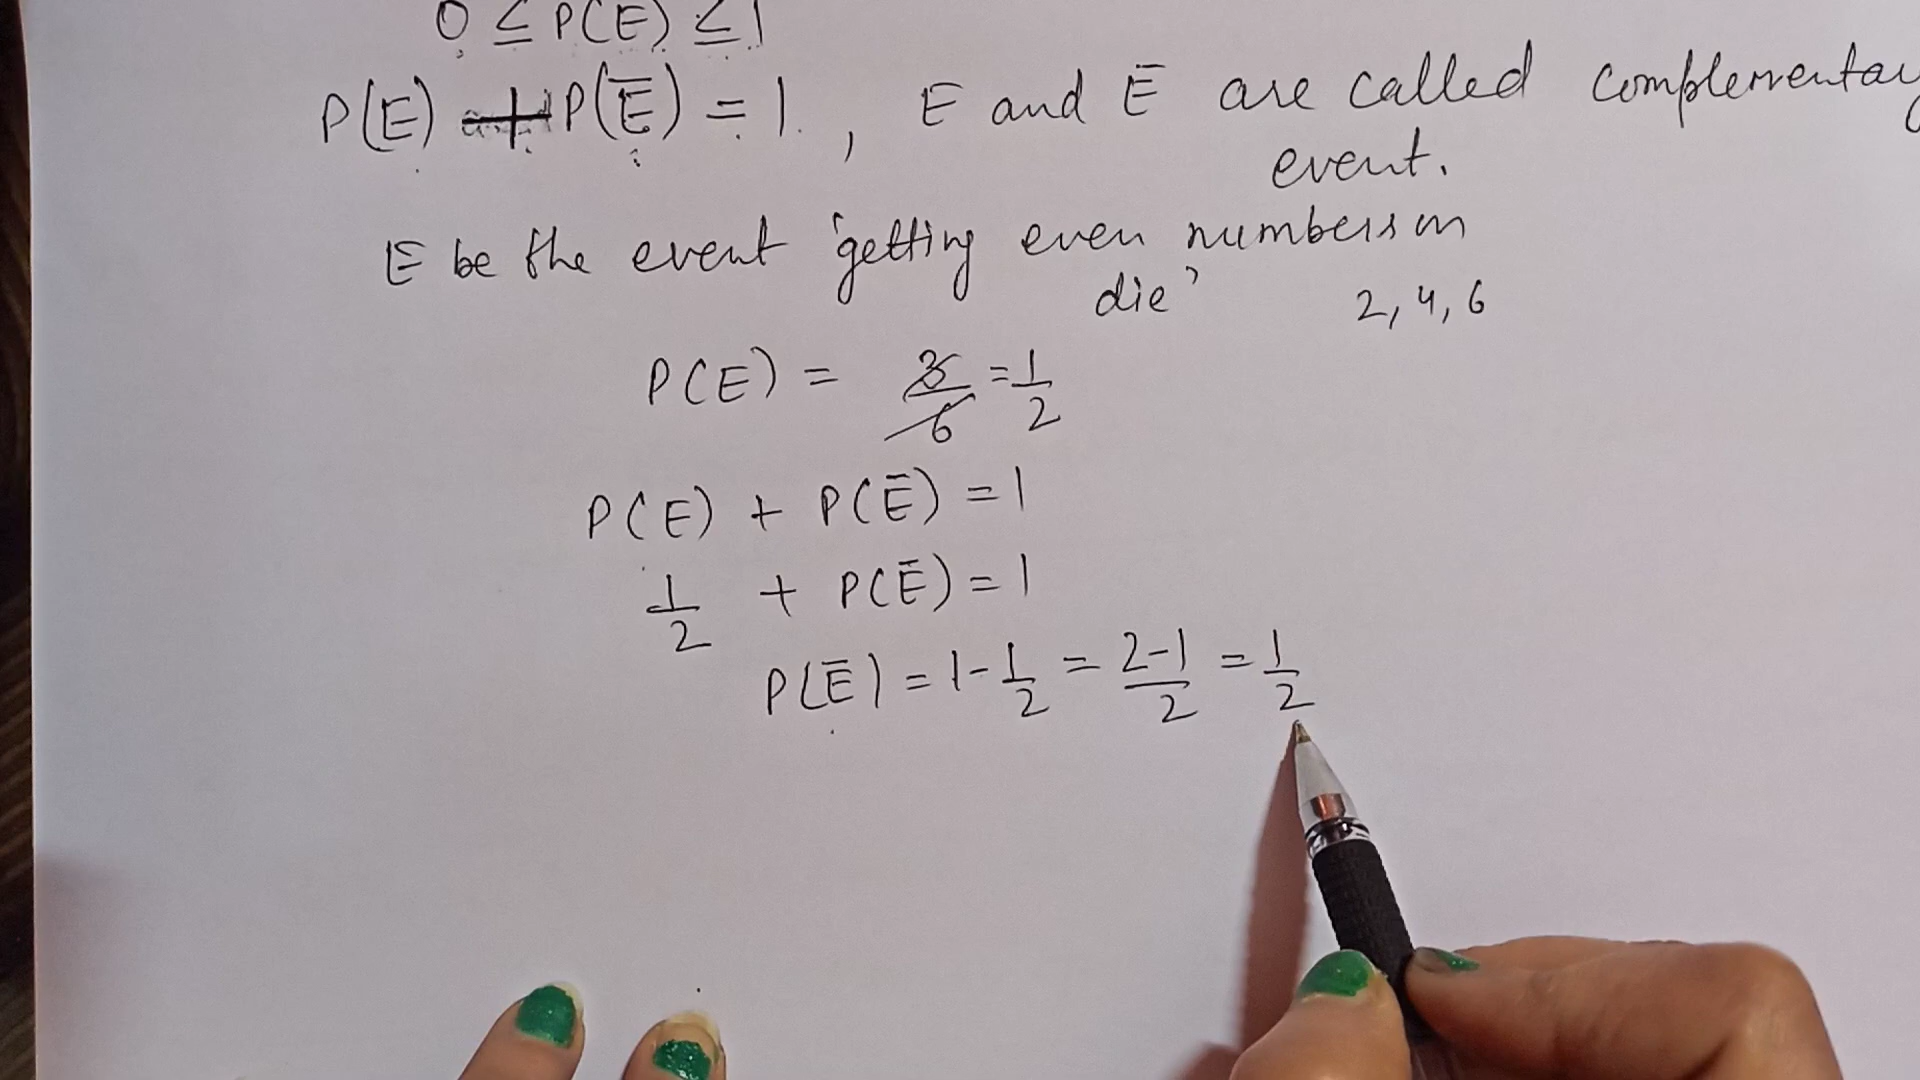 0 ≤ P(E) ≤ 1
P(E) + P(Ē) = 1 , E and Ē are called complementary
event.
E be the event 'getting even numbers on
die' 2, 4, 6
P(E) = 3/6 = 1/2
P(E) + P(Ē) = 1
1/2 + P(Ē) = 1
P(Ē) = 1 - 1/2 = 2-1/2 = 1/2